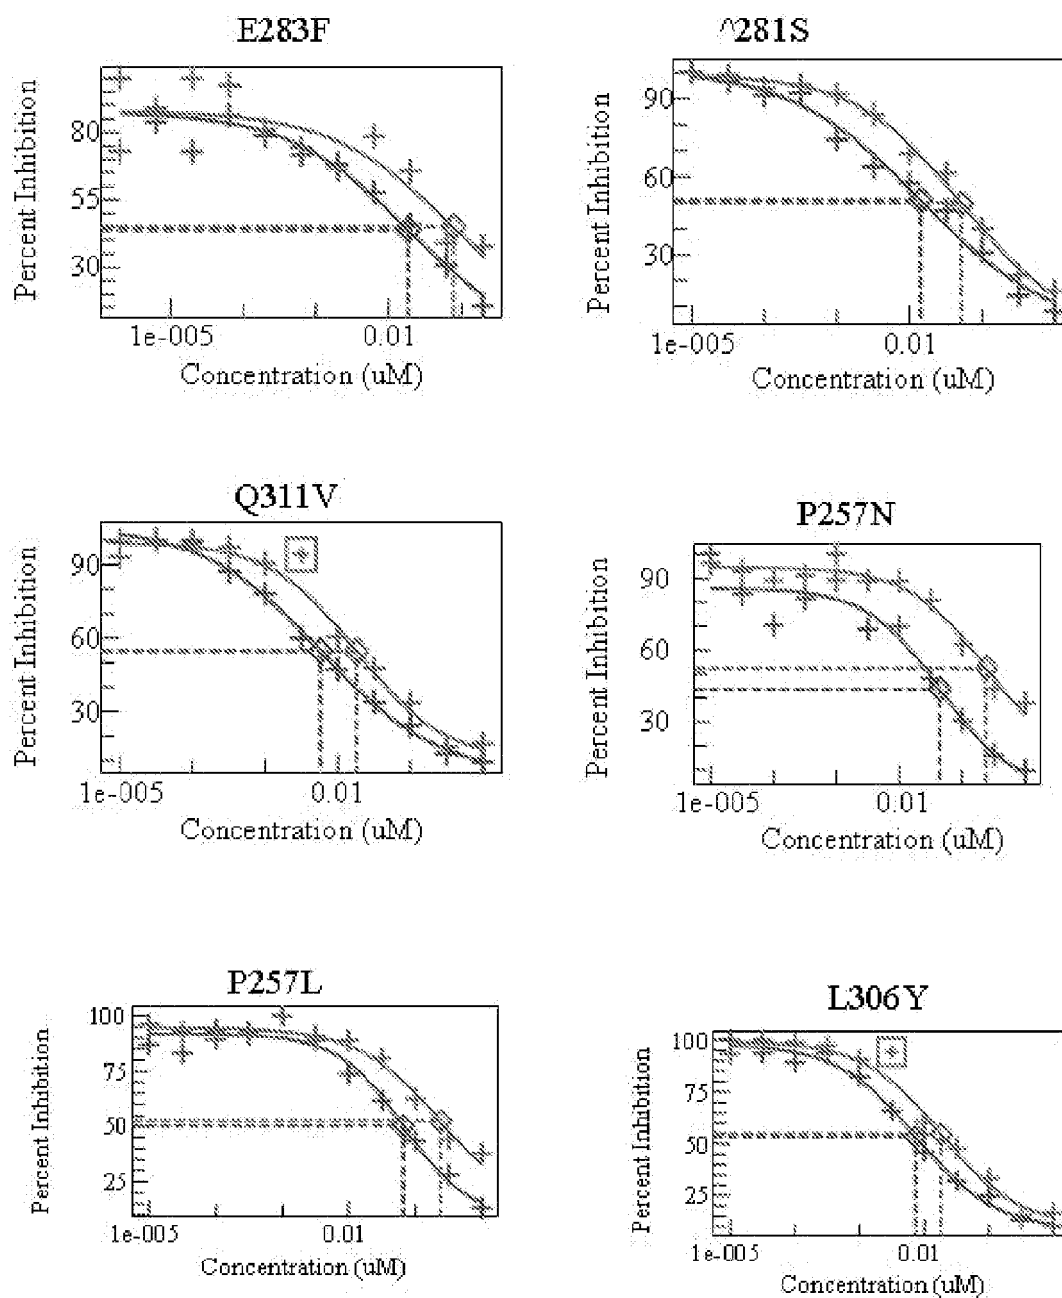 E283F
^281S
Percent Inhibition
80
55
30
1e-005
0.01
Concentration (uM)
Percent Inhibition
90
60
30
1e-005
0.01
Concentration (uM)
Q311V
P257N
Percent Inhibition
90
60
30
1e-005
0.01
Concentration (uM)
Percent Inhibition
90
60
30
1e-005
0.01
Concentration (uM)
P257L
L306Y
Percent Inhibition
100
75
50
25
1e-005
0.01
Concentration (uM)
Percent Inhibition
100
75
50
25
1e-005
0.01
Concentration (uM)